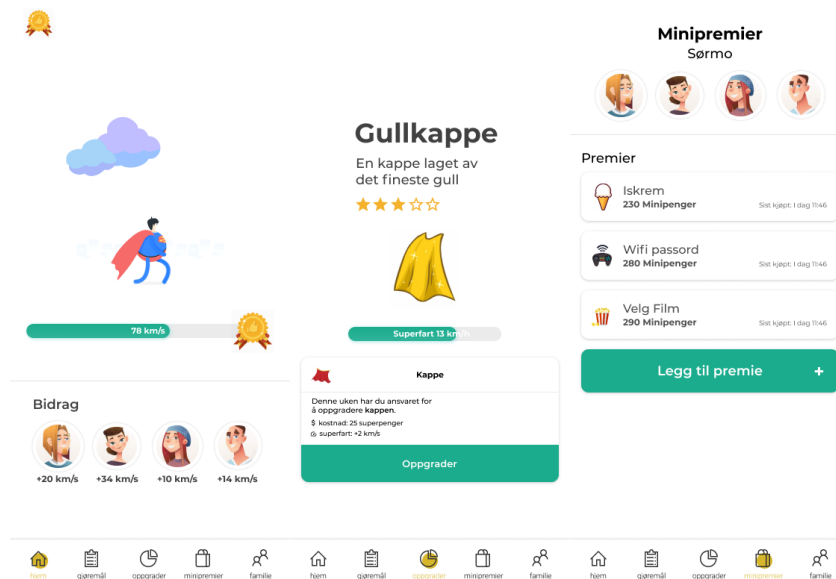 78 km/s
Bidrag
+20 km/s
+34 km/s
+10 km/s
+14 km/s
hjem
gjøremål
oppgrader
minipremier
familie
Gullkappe
En kappe laget av
det fineste gull
Superfart 13 km/h
Kappe
Denne uken har du ansvaret for
å oppgradere kappen.
$ kostnad: 25 superpenger
superfart: +2 km/s
Oppgrader
hjem
gjøremål
oppgrader
minipremier
familie
Minipremier
Sørmo
Premier
Iskrem
230 Minipenger
Sist kjøpt: I dag 11:46
Wifi passord
280 Minipenger
Sist kjøpt: I dag 11:46
Velg Film
290 Minipenger
Sist kjøpt: I dag 11:46
Legg til premie +
hjem
gjøremål
oppgrader
minipremier
familie